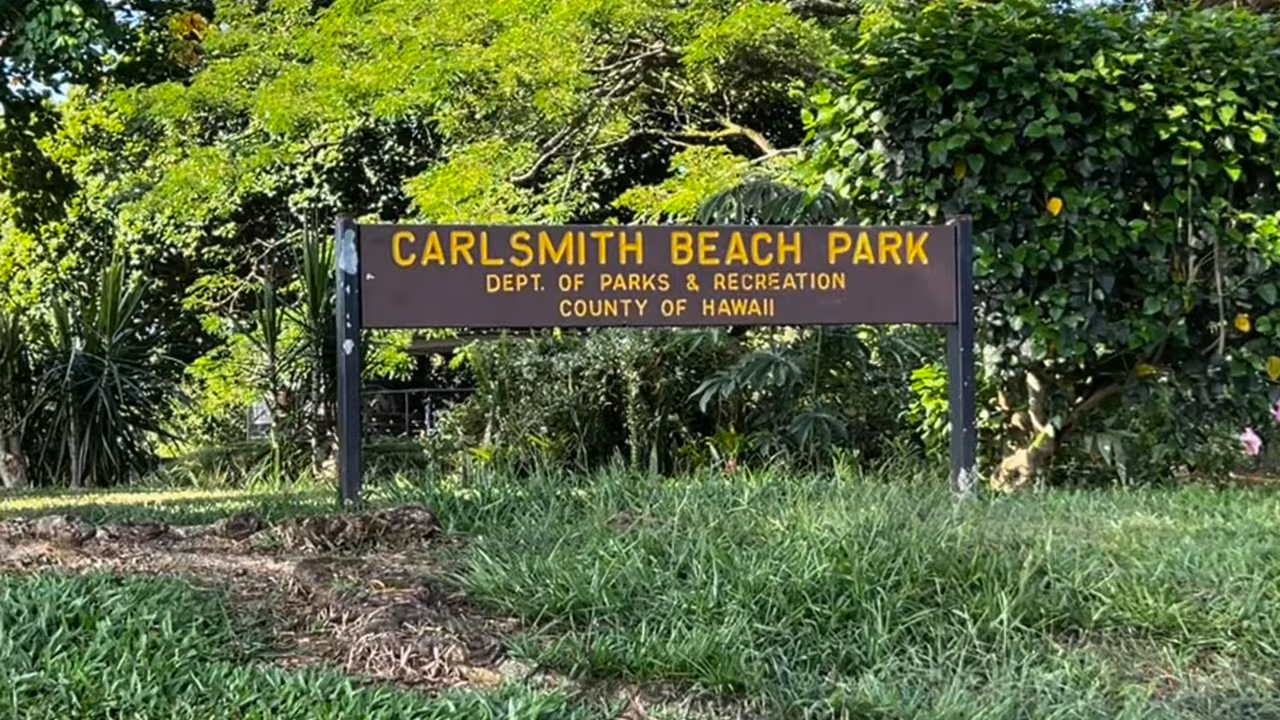 CARLSMITH BEACH PARK
DEPT. OF PARKS & RECREATION
COUNTY OF HAWAII